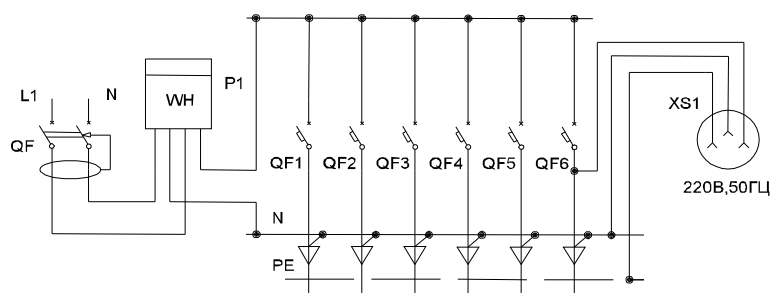 L1 N
QF
WH
P1
QF1 QF2 QF3 QF4 QF5 QF6
XS1
220В,50ГЦ
N
PE